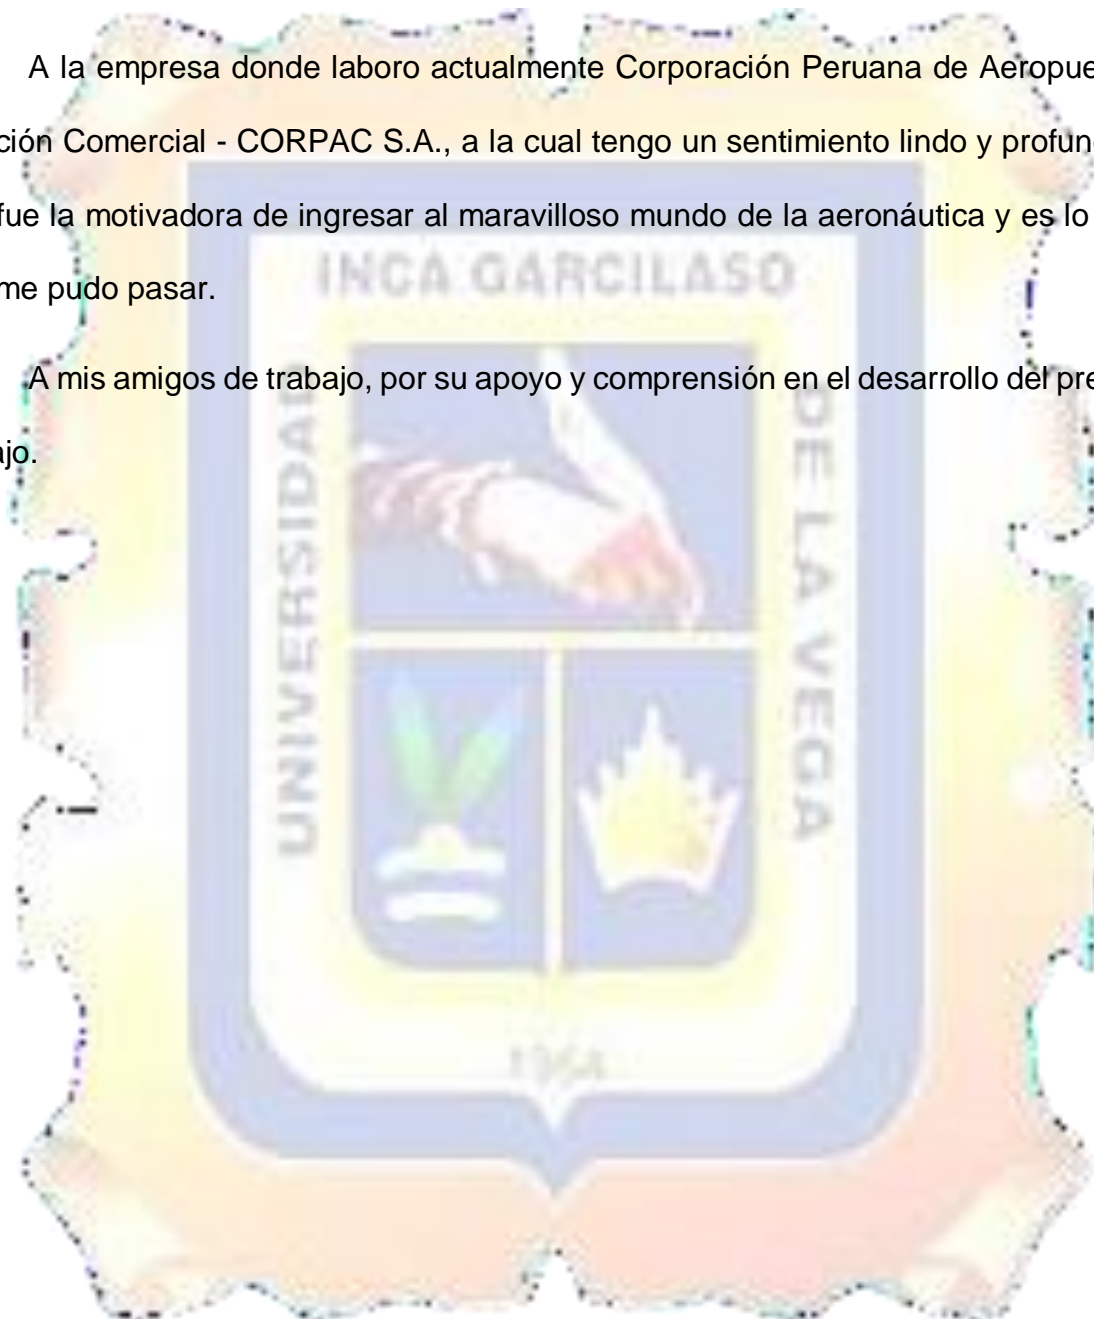 A la empresa donde laboro actualmente Corporación Peruana de Aeropue
ción Comercial - CORPAC S.A., a la cual tengo un sentimiento lindo y profun
fue la motivadora de ingresar al maravilloso mundo de la aeronáutica y es lo
me pudo pasar.
A mis amigos de trabajo, por su apoyo y comprensión en el desarrollo del pre
ajo.
UNIVERSIDAD
INCA GARCILASO
DE LA VEGA
1964